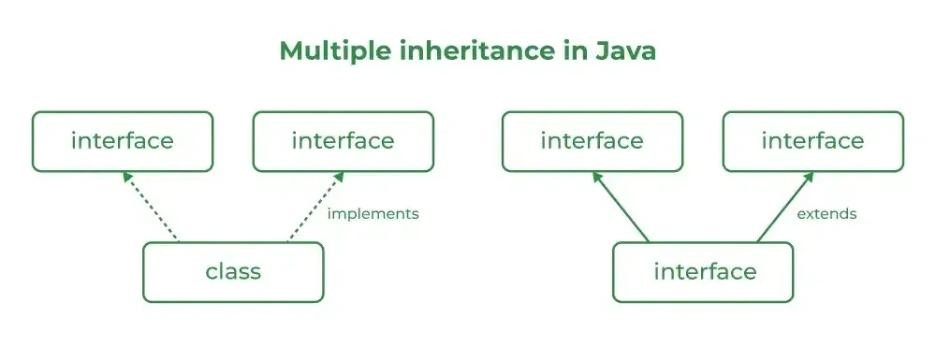 Multiple inheritance in Java
interface
interface
interface
interface
implements
extends
class
interface